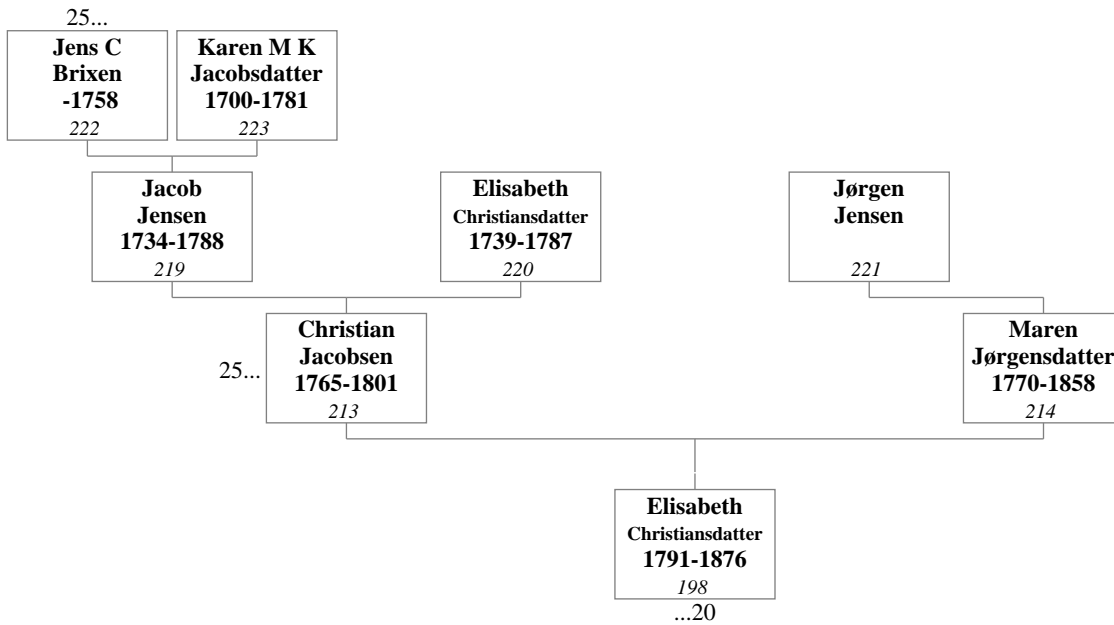 25...
Jens C
Brixen
-1758
222
Karen M K
Jacobsdatter
1700-1781
223
Jacob
Jensen
1734-1788
219
Elisabeth
Christiansdatter
1739-1787
220
Jørgen
Jensen
221
25...
Christian
Jacobsen
1765-1801
213
Maren
Jørgensdatter
1770-1858
214
Elisabeth
Christiansdatter
1791-1876
198
...20